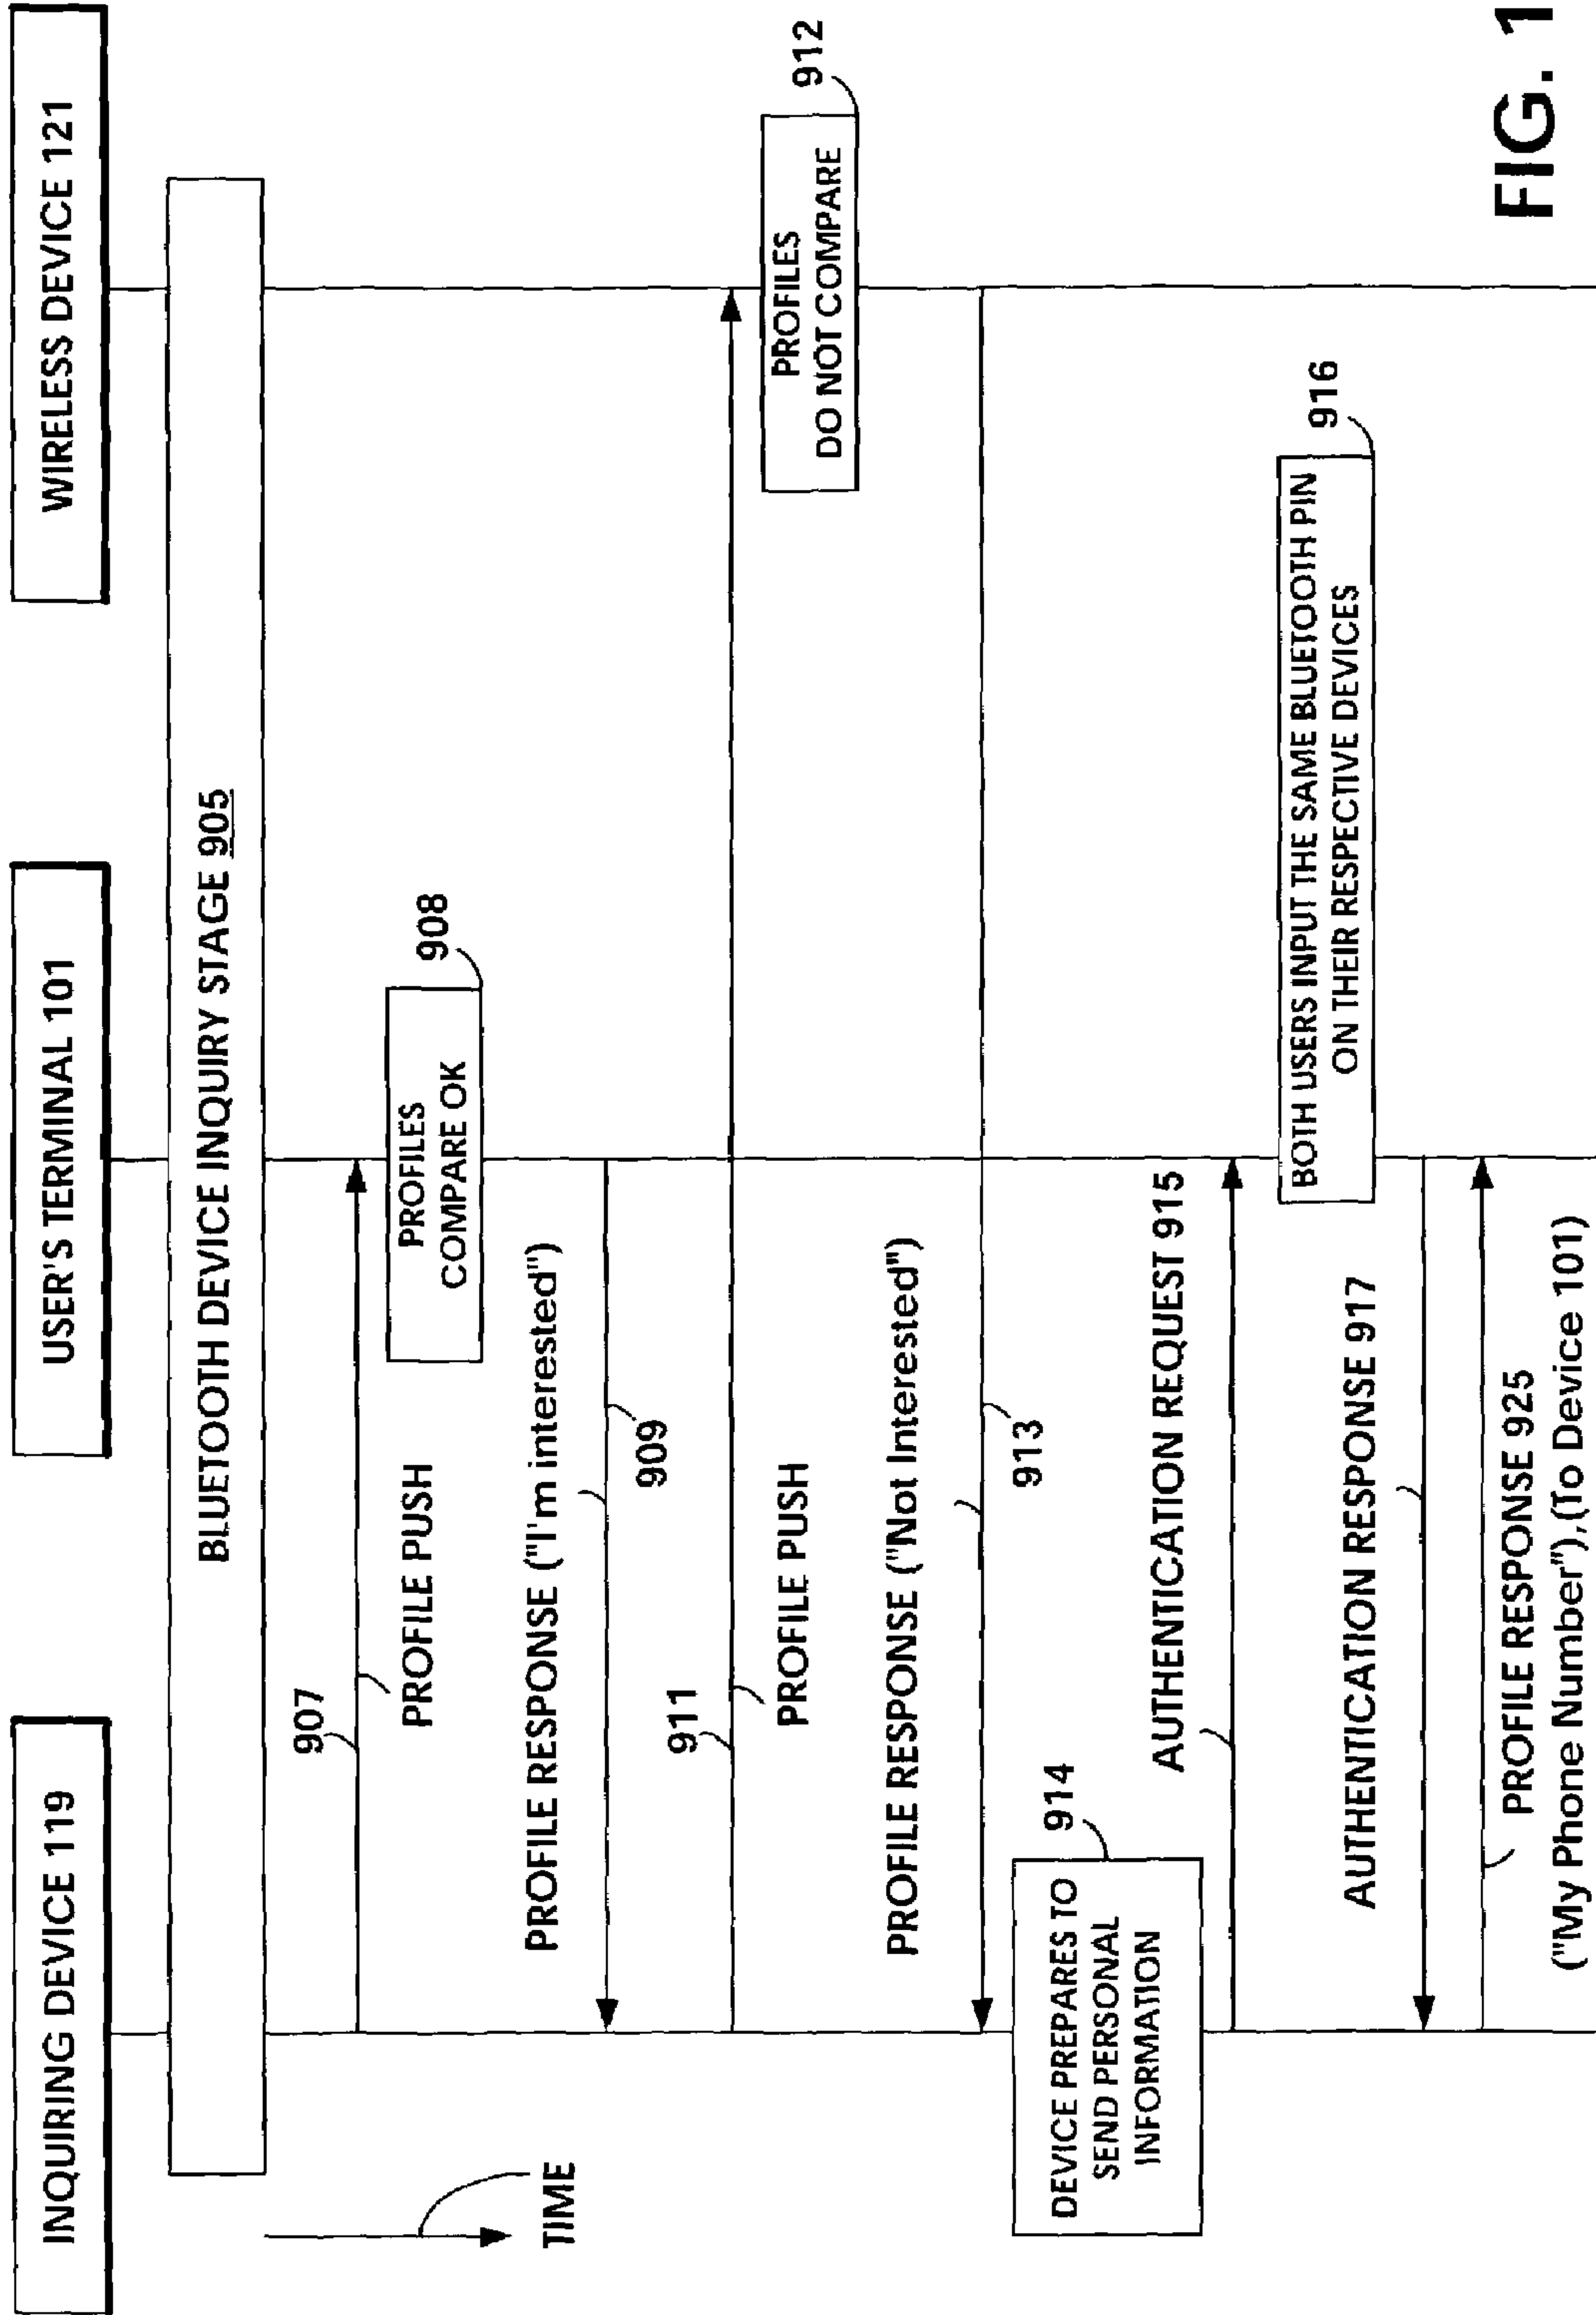 INQUIRING DEVICE 119
USER'S TERMINAL 101
WIRELESS DEVICE 121
BLUETOOTH DEVICE INQUIRY STAGE 905
TIME
907
PROFILE PUSH
PROFILES
COMPARE OK
908
PROFILE RESPONSE ("I'm interested")
909
911
PROFILE PUSH
PROFILES
DO NOT COMPARE
912
PROFILE RESPONSE ("Not Interested")
913
DEVICE PREPARES TO
SEND PERSONAL
INFORMATION
914
AUTHENTICATION REQUEST 915
BOTH USERS INPUT THE SAME BLUETOOTH PIN
ON THEIR RESPECTIVE DEVICES
916
AUTHENTICATION RESPONSE 917
PROFILE RESPONSE 925
("My Phone Number"),(To Device 101)
FIG. 1